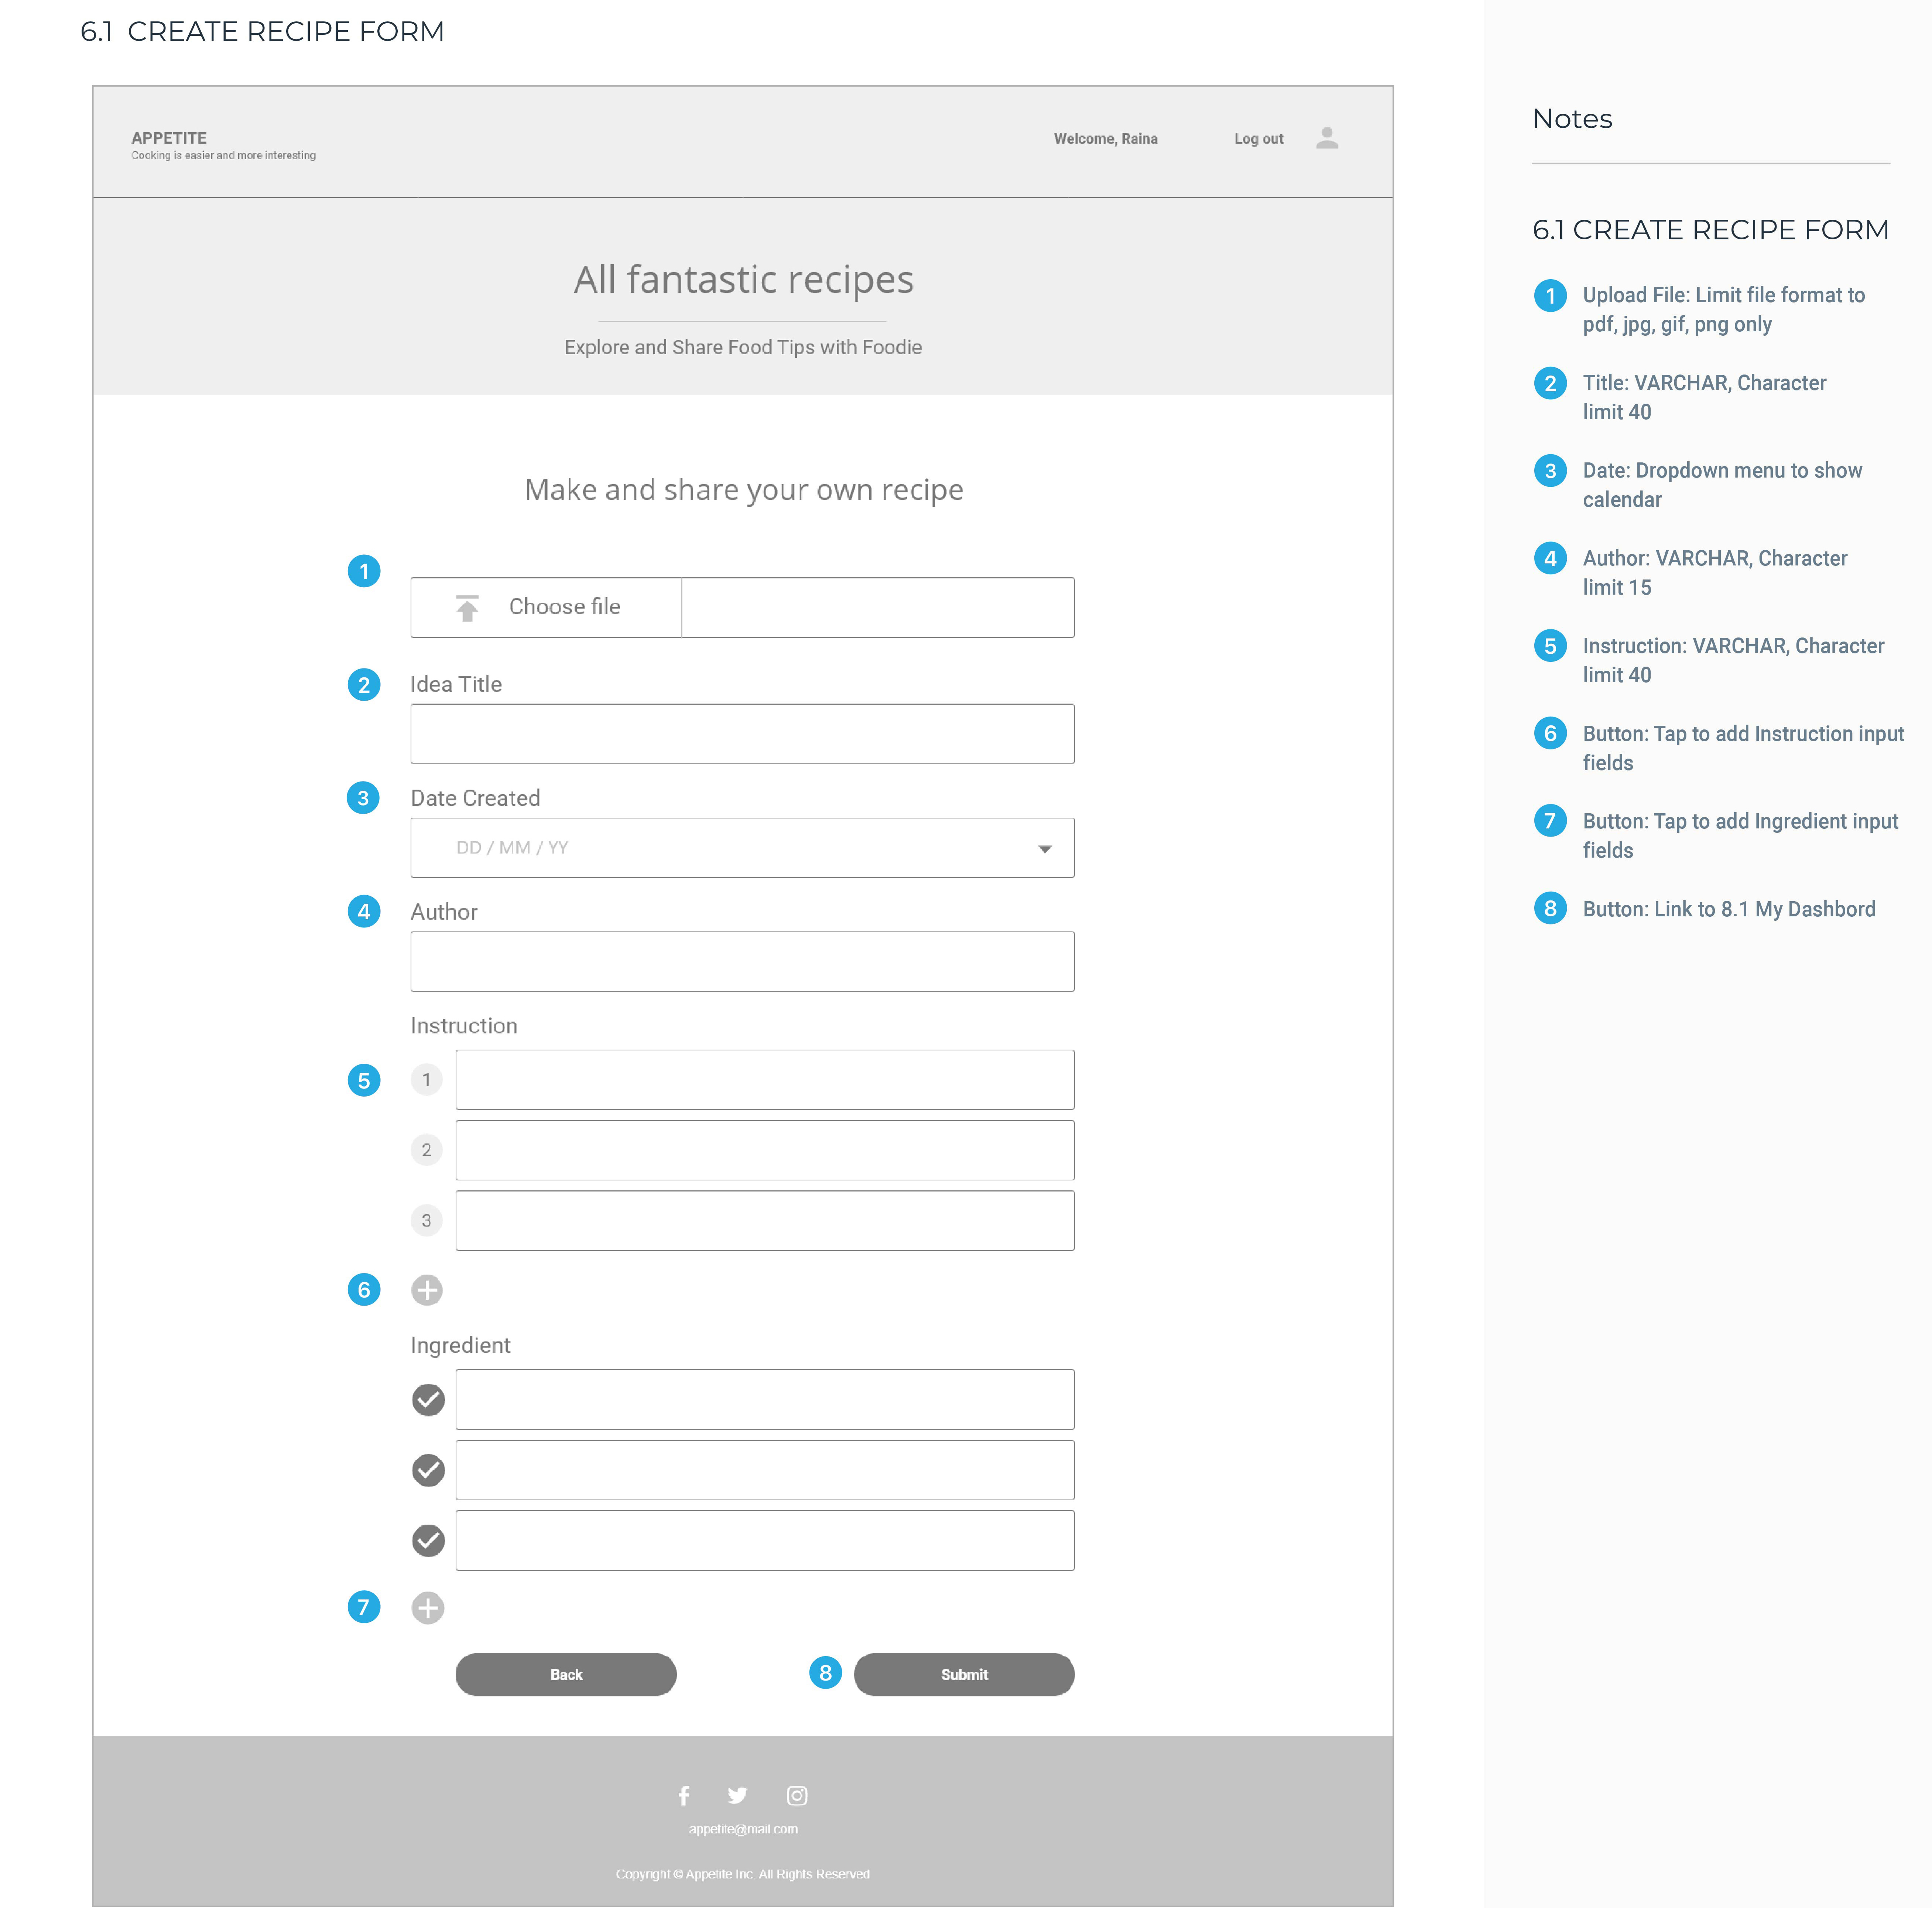 6.1 CREATE RECIPE FORM
APPETITE
Cooking is easier and more interesting
Welcome, Raina
Log out
All fantastic recipes
Explore and Share Food Tips with Foodie
Make and share your own recipe
1
Choose file
2
Idea Title
3
Date Created
DD / MM / YY
4
Author
Instruction
5
1
2
3
6
Ingredient
7
Back
8
Submit
appetite@mail.com
Copyright © Appetite Inc. All Rights Reserved
Notes
6.1 CREATE RECIPE FORM
1 Upload File: Limit file format to
pdf, jpg, gif, png only
2 Title: VARCHAR, Character
limit 40
3 Date: Dropdown menu to show
calendar
4 Author: VARCHAR, Character
limit 15
5 Instruction: VARCHAR, Character
limit 40
6 Button: Tap to add Instruction input
fields
7 Button: Tap to add Ingredient input
fields
8 Button: Link to 8.1 My Dashbord